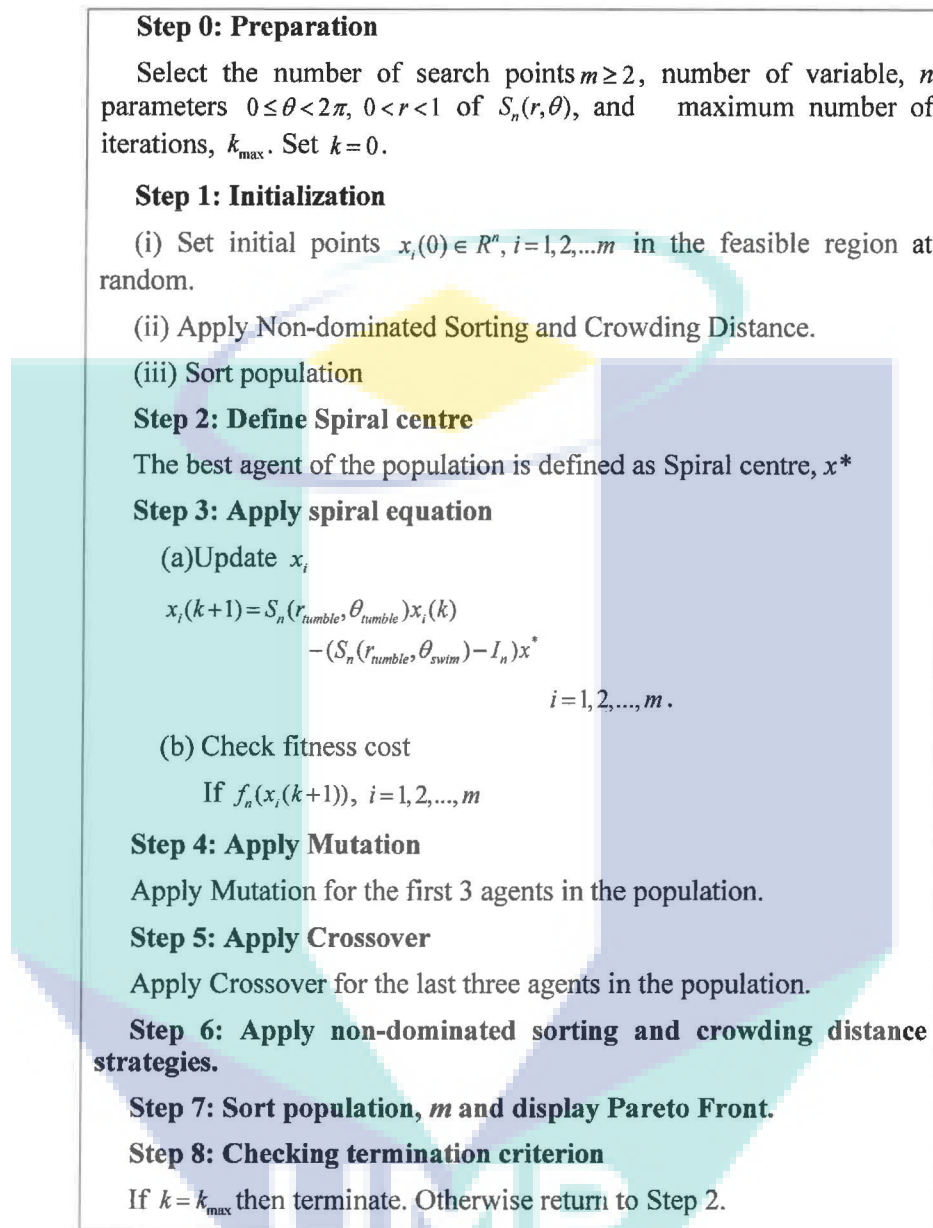 Step 0: Preparation
Select the number of search points m ≥ 2, number of variable, n
parameters 0 ≤ θ < 2π, 0 < r < 1 of Sₙ(r,θ), and maximum number of
iterations, k_max. Set k = 0.
Step 1: Initialization
(i) Set initial points xᵢ(0) ∈ Rⁿ, i = 1,2,...m in the feasible region at
random.
(ii) Apply Non-dominated Sorting and Crowding Distance.
(iii) Sort population
Step 2: Define Spiral centre
The best agent of the population is defined as Spiral centre, x*
Step 3: Apply spiral equation
(a)Update xᵢ
xᵢ(k+1) = Sₙ(r_tumble, θ_tumble)xᵢ(k)
−(Sₙ(r_tumble, θ_swim) − Iₙ)x*
i = 1, 2,..., m .
(b) Check fitness cost
If fₙ(xᵢ(k+1)), i = 1, 2,..., m
Step 4: Apply Mutation
Apply Mutation for the first 3 agents in the population.
Step 5: Apply Crossover
Apply Crossover for the last three agents in the population.
Step 6: Apply non-dominated sorting and crowding distance
strategies.
Step 7: Sort population, m and display Pareto Front.
Step 8: Checking termination criterion
If k = k_max then terminate. Otherwise return to Step 2.
UMP